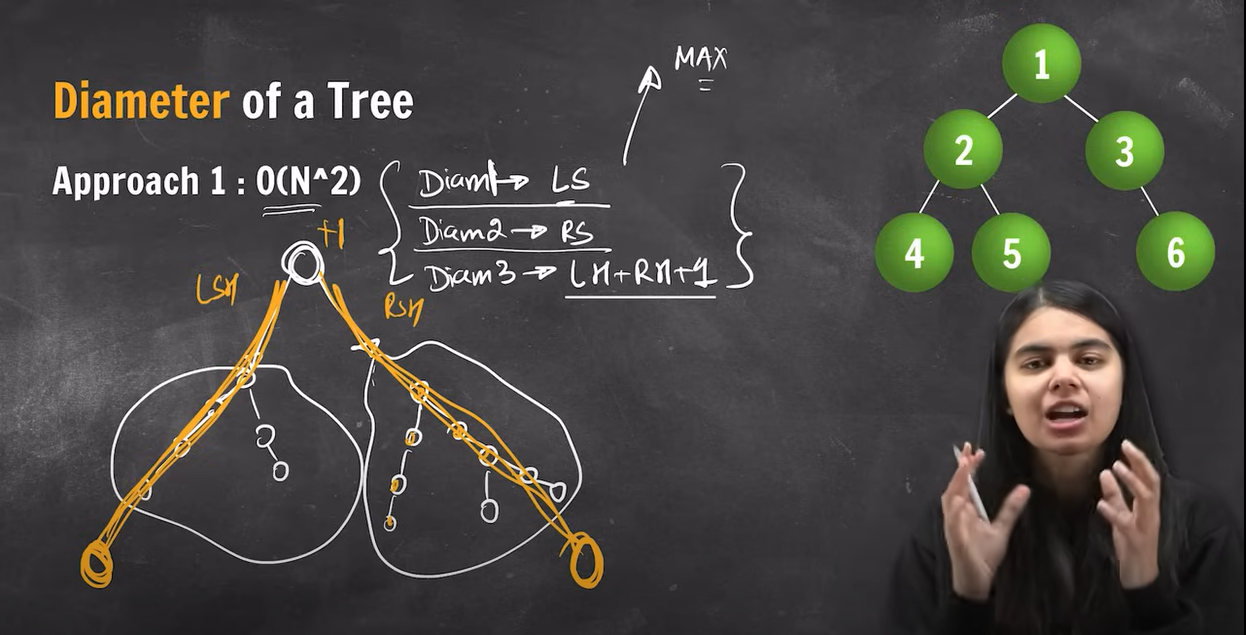 MAX
Diameter of a Tree
Approach 1 : O(N^2)
Diam1 → LS
Diam2 → RS
Diam3 → LH+RH+1
+1
LSH
RSH
1
2
3
4
5
6